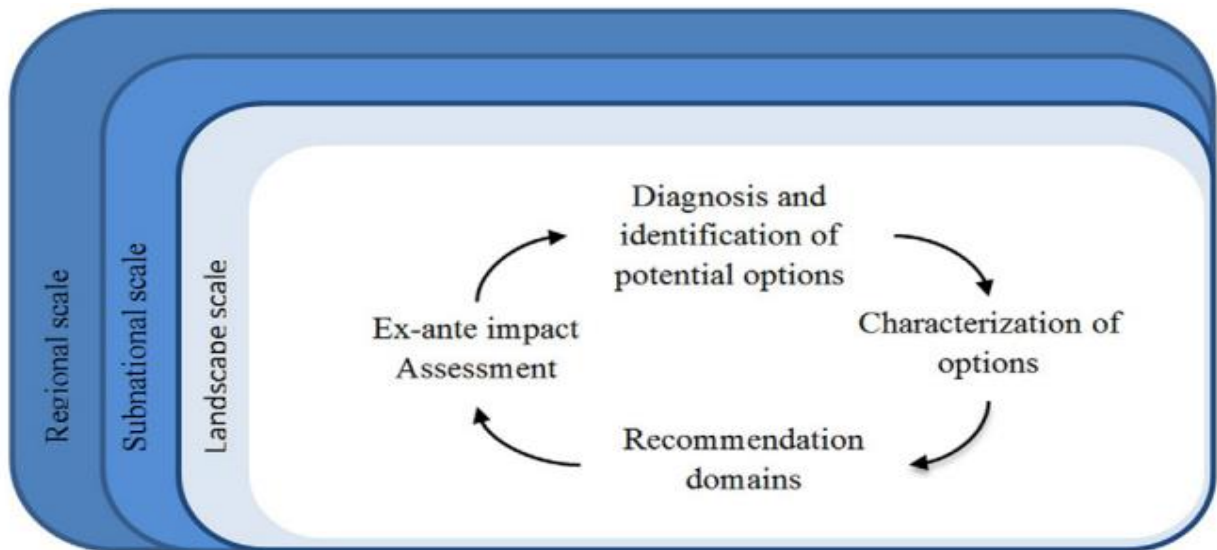 Regional scale
Subnational scale
Landscape scale
Diagnosis and
identification of
potential options
Characterization of
options
Recommendation
domains
Ex-ante impact
Assessment